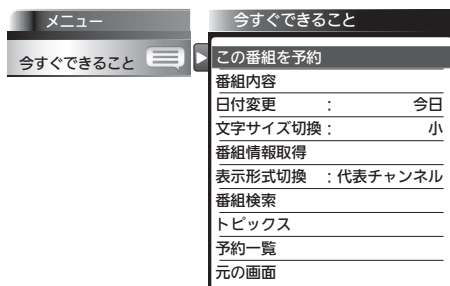 メニュー
今すぐできること
今すぐできること
この番組を予約
番組内容
日付変更 : 今日
文字サイズ切換 : 小
番組情報取得
表示形式切換 : 代表チャンネル
番組検索
トピックス
予約一覧
元の画面